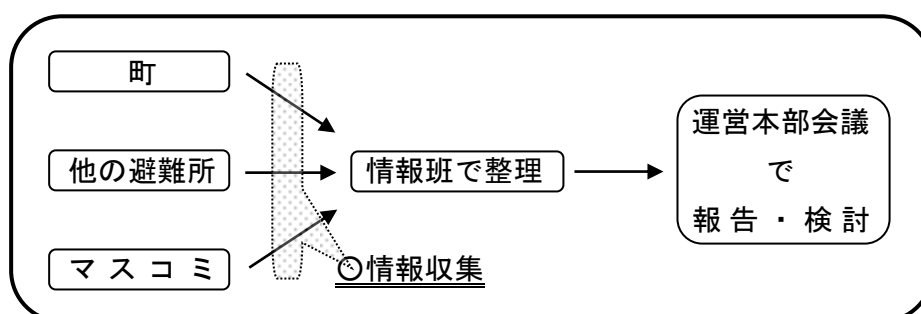 町
他の避難所
マスコミ
情報班で整理
○情報収集
運営本部会議
で
報告・検討